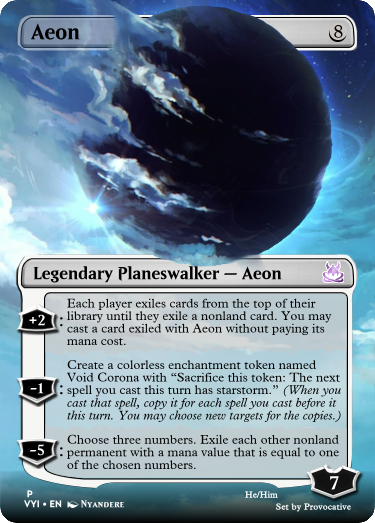 Aeon
8
Legendary Planeswalker — Aeon
+2
:
Each player exiles cards from the top of their
library until they exile a nonland card. You may
cast a card exiled with Aeon without paying its
mana cost.
−1
:
Create a colorless enchantment token named
Void Corona with “Sacrifice this token: The next
spell you cast this turn has starstorm.” (When you
cast that spell, copy it for each spell you cast before it
this turn. You may choose new targets for the copies.)
−5
:
Choose three numbers. Exile each other nonland
permanent with a mana value that is equal to one
of the chosen numbers.
7
P
VYI • EN Nyandere
He/Him
Set by Provocative